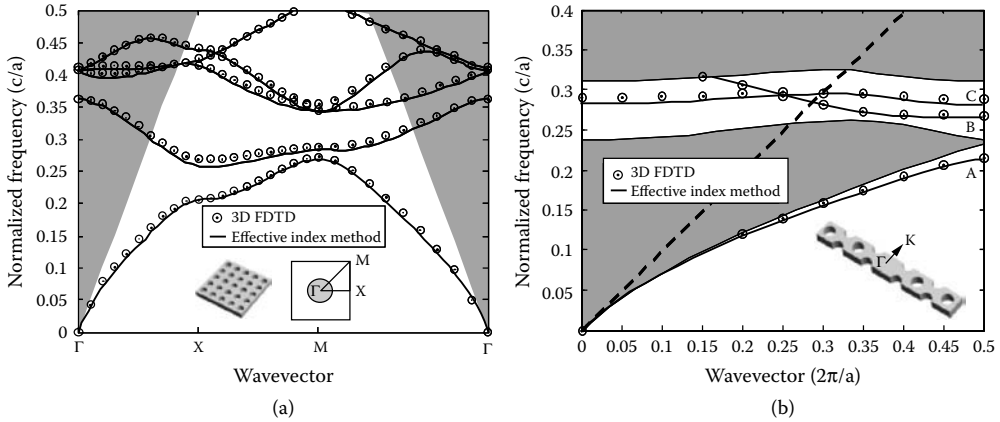 0.5
0.45
0.4
0.35
0.3
0.25
0.2
0.15
0.1
0.05
0
Normalized frequency (c/a)
3D FDTD
Effective index method
Γ
M
X
Γ
X
M
Γ
Wavevector
(a)
0.4
0.35
0.3
0.25
0.2
0.15
0.1
0.05
0
Normalized frequency (c/a)
C
B
A
3D FDTD
Effective index method
K
Γ
0 0.05 0.1 0.15 0.2 0.25 0.3 0.35 0.4 0.45 0.5
Wavevector (2π/a)
(b)